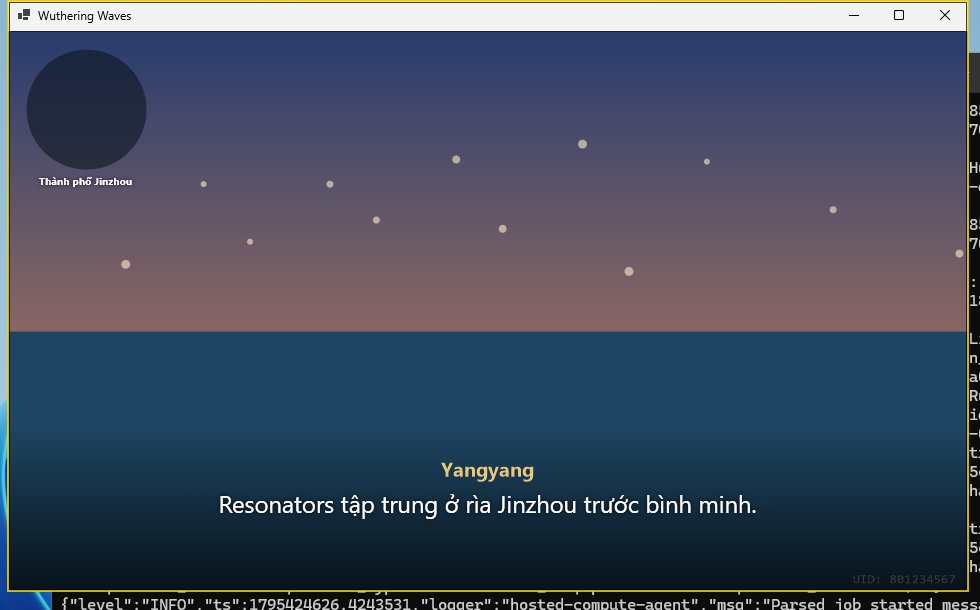 Wuthering Waves
Thành phố Jinzhou
Yangyang
Resonators tập trung ở rìa Jinzhou trước bình minh.
UID: 801234567
{"level":"INFO","ts":1795424626.4243531,"logger":"hosted-compute-agent","msg":"Parsed job started mes